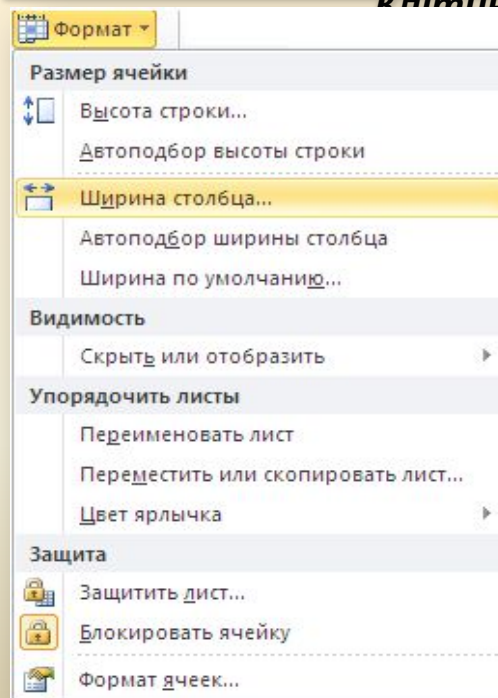 Формат
Размер ячейки
Высота строки...
Автоподбор высоты строки
Ширина столбца...
Автоподбор ширины столбца
Ширина по умолчанию...
Видимость
Скрыть или отобразить
Упорядочить листы
Переименовать лист
Переместить или скопировать лист...
Цвет ярлычка
Защита
Защитить лист...
Блокировать ячейку
Формат ячеек...